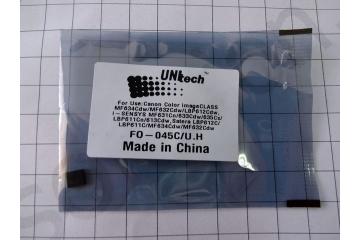 UNItech
For Use:Canon Color imageCLASS
MF634Cdw/MF632Cdw/LBP612Cdw,
I-SENSYS MF631Cn/633Cdw/635Cx/
LBP611Cn/613Cdw,Satera LBP612C/
LBP611C/MF634Cdw/MF632Cdw
FO-045C/U.H
Made in China